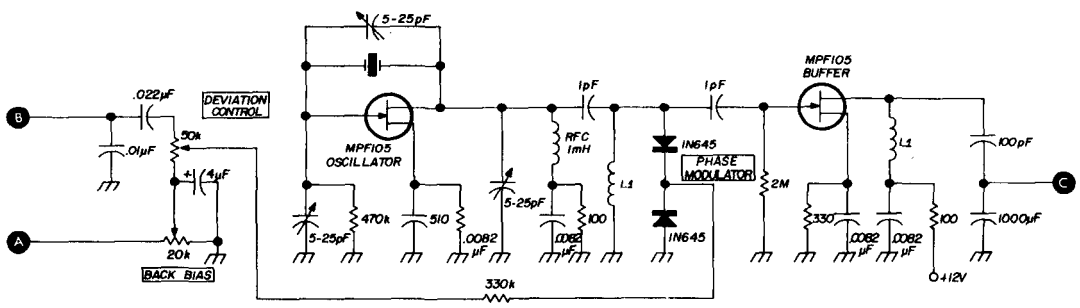 5-25pF
MPF105
BUFFER
.022µF
DEVIATION
CONTROL
1pF
1pF
B
50k
.01µF
MPF105
OSCILLATOR
RFC
1mH
1N645
PHASE
MODULATOR
L1
100pF
+
4µF
L1
2M
C
5-25pF
470k
510
.0082
µF
5-25pF
.0082
µF
100
1N645
330
.0082
µF
.0082
µF
100
1000µF
A
20k
BACK BIAS
330k
+12V